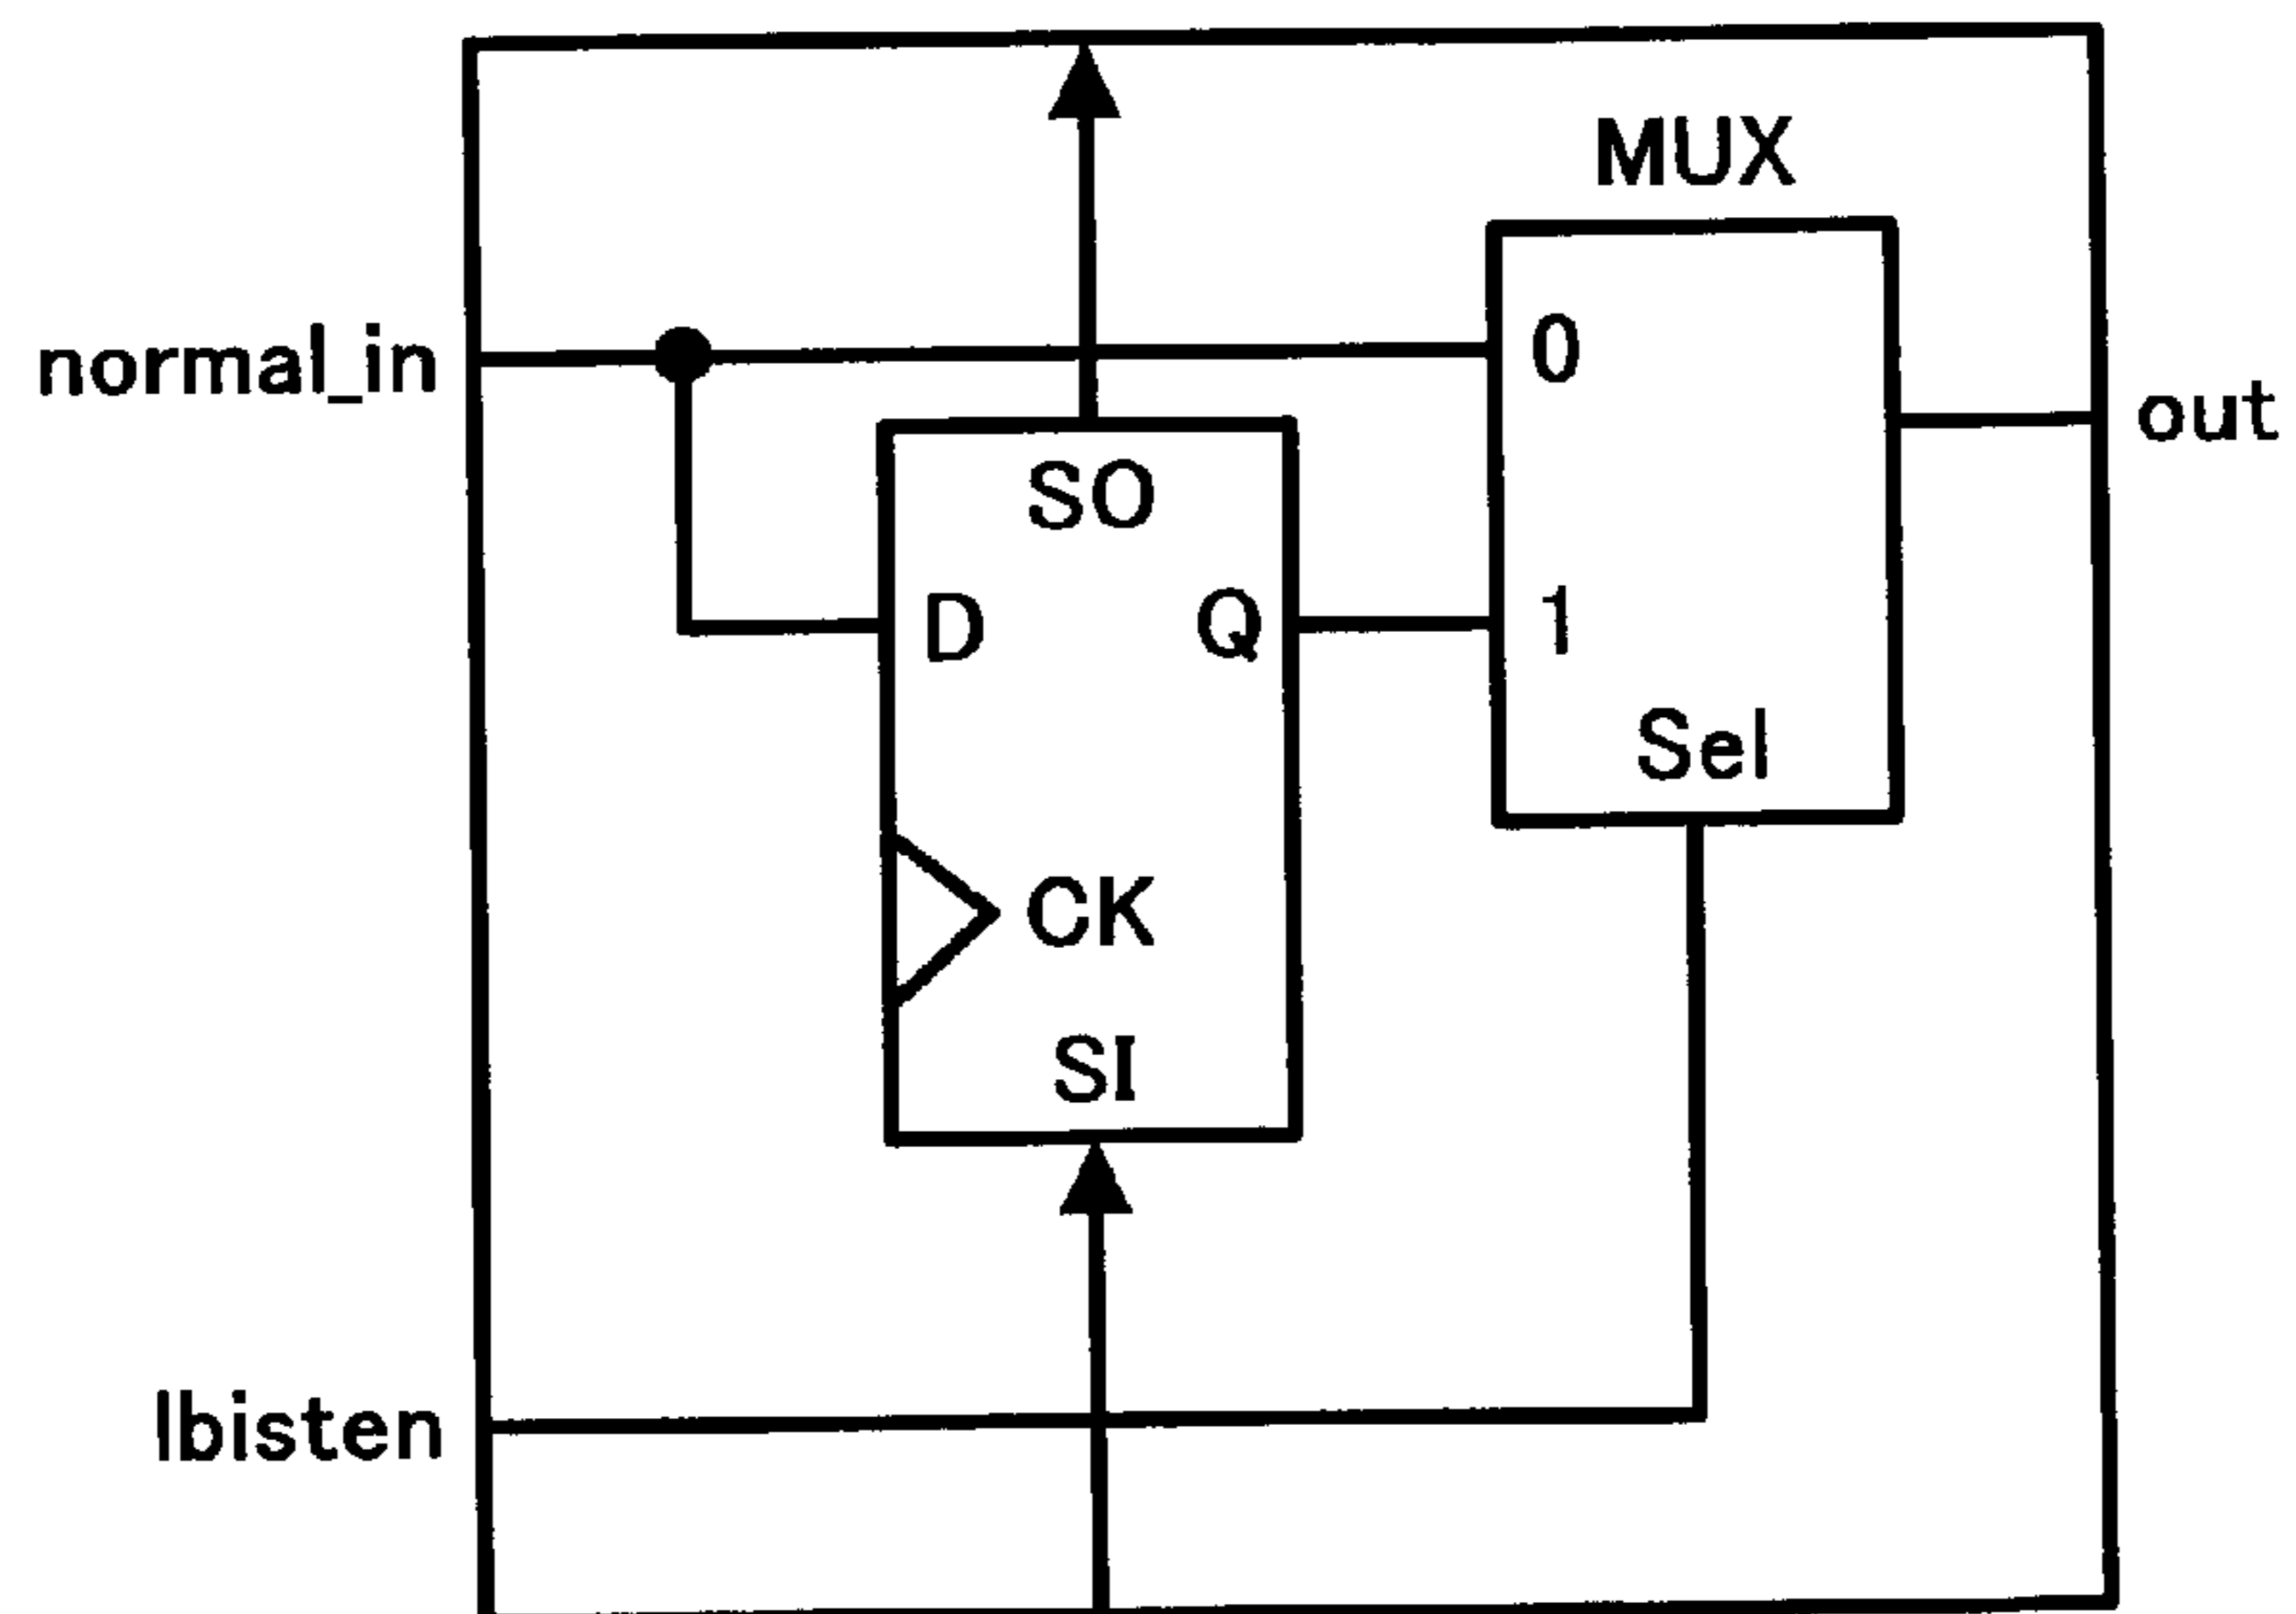 MUX
normal_in
0
out
SO
D
Q
1
Sel
CK
SI
lbisten